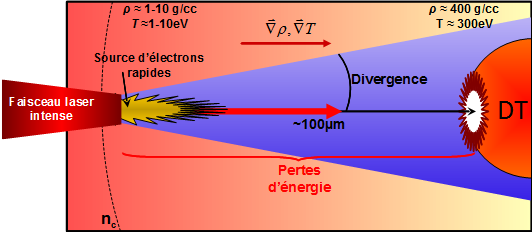 ρ ≈ 1-10 g/cc
T ≈1-10eV
∇⃗ρ, ∇⃗T
ρ ≈ 400 g/cc
T ≈ 300eV
Source d'électrons
rapides
Divergence
Faisceau laser
intense
DT
~100µm
Pertes
d'énergie
n_c